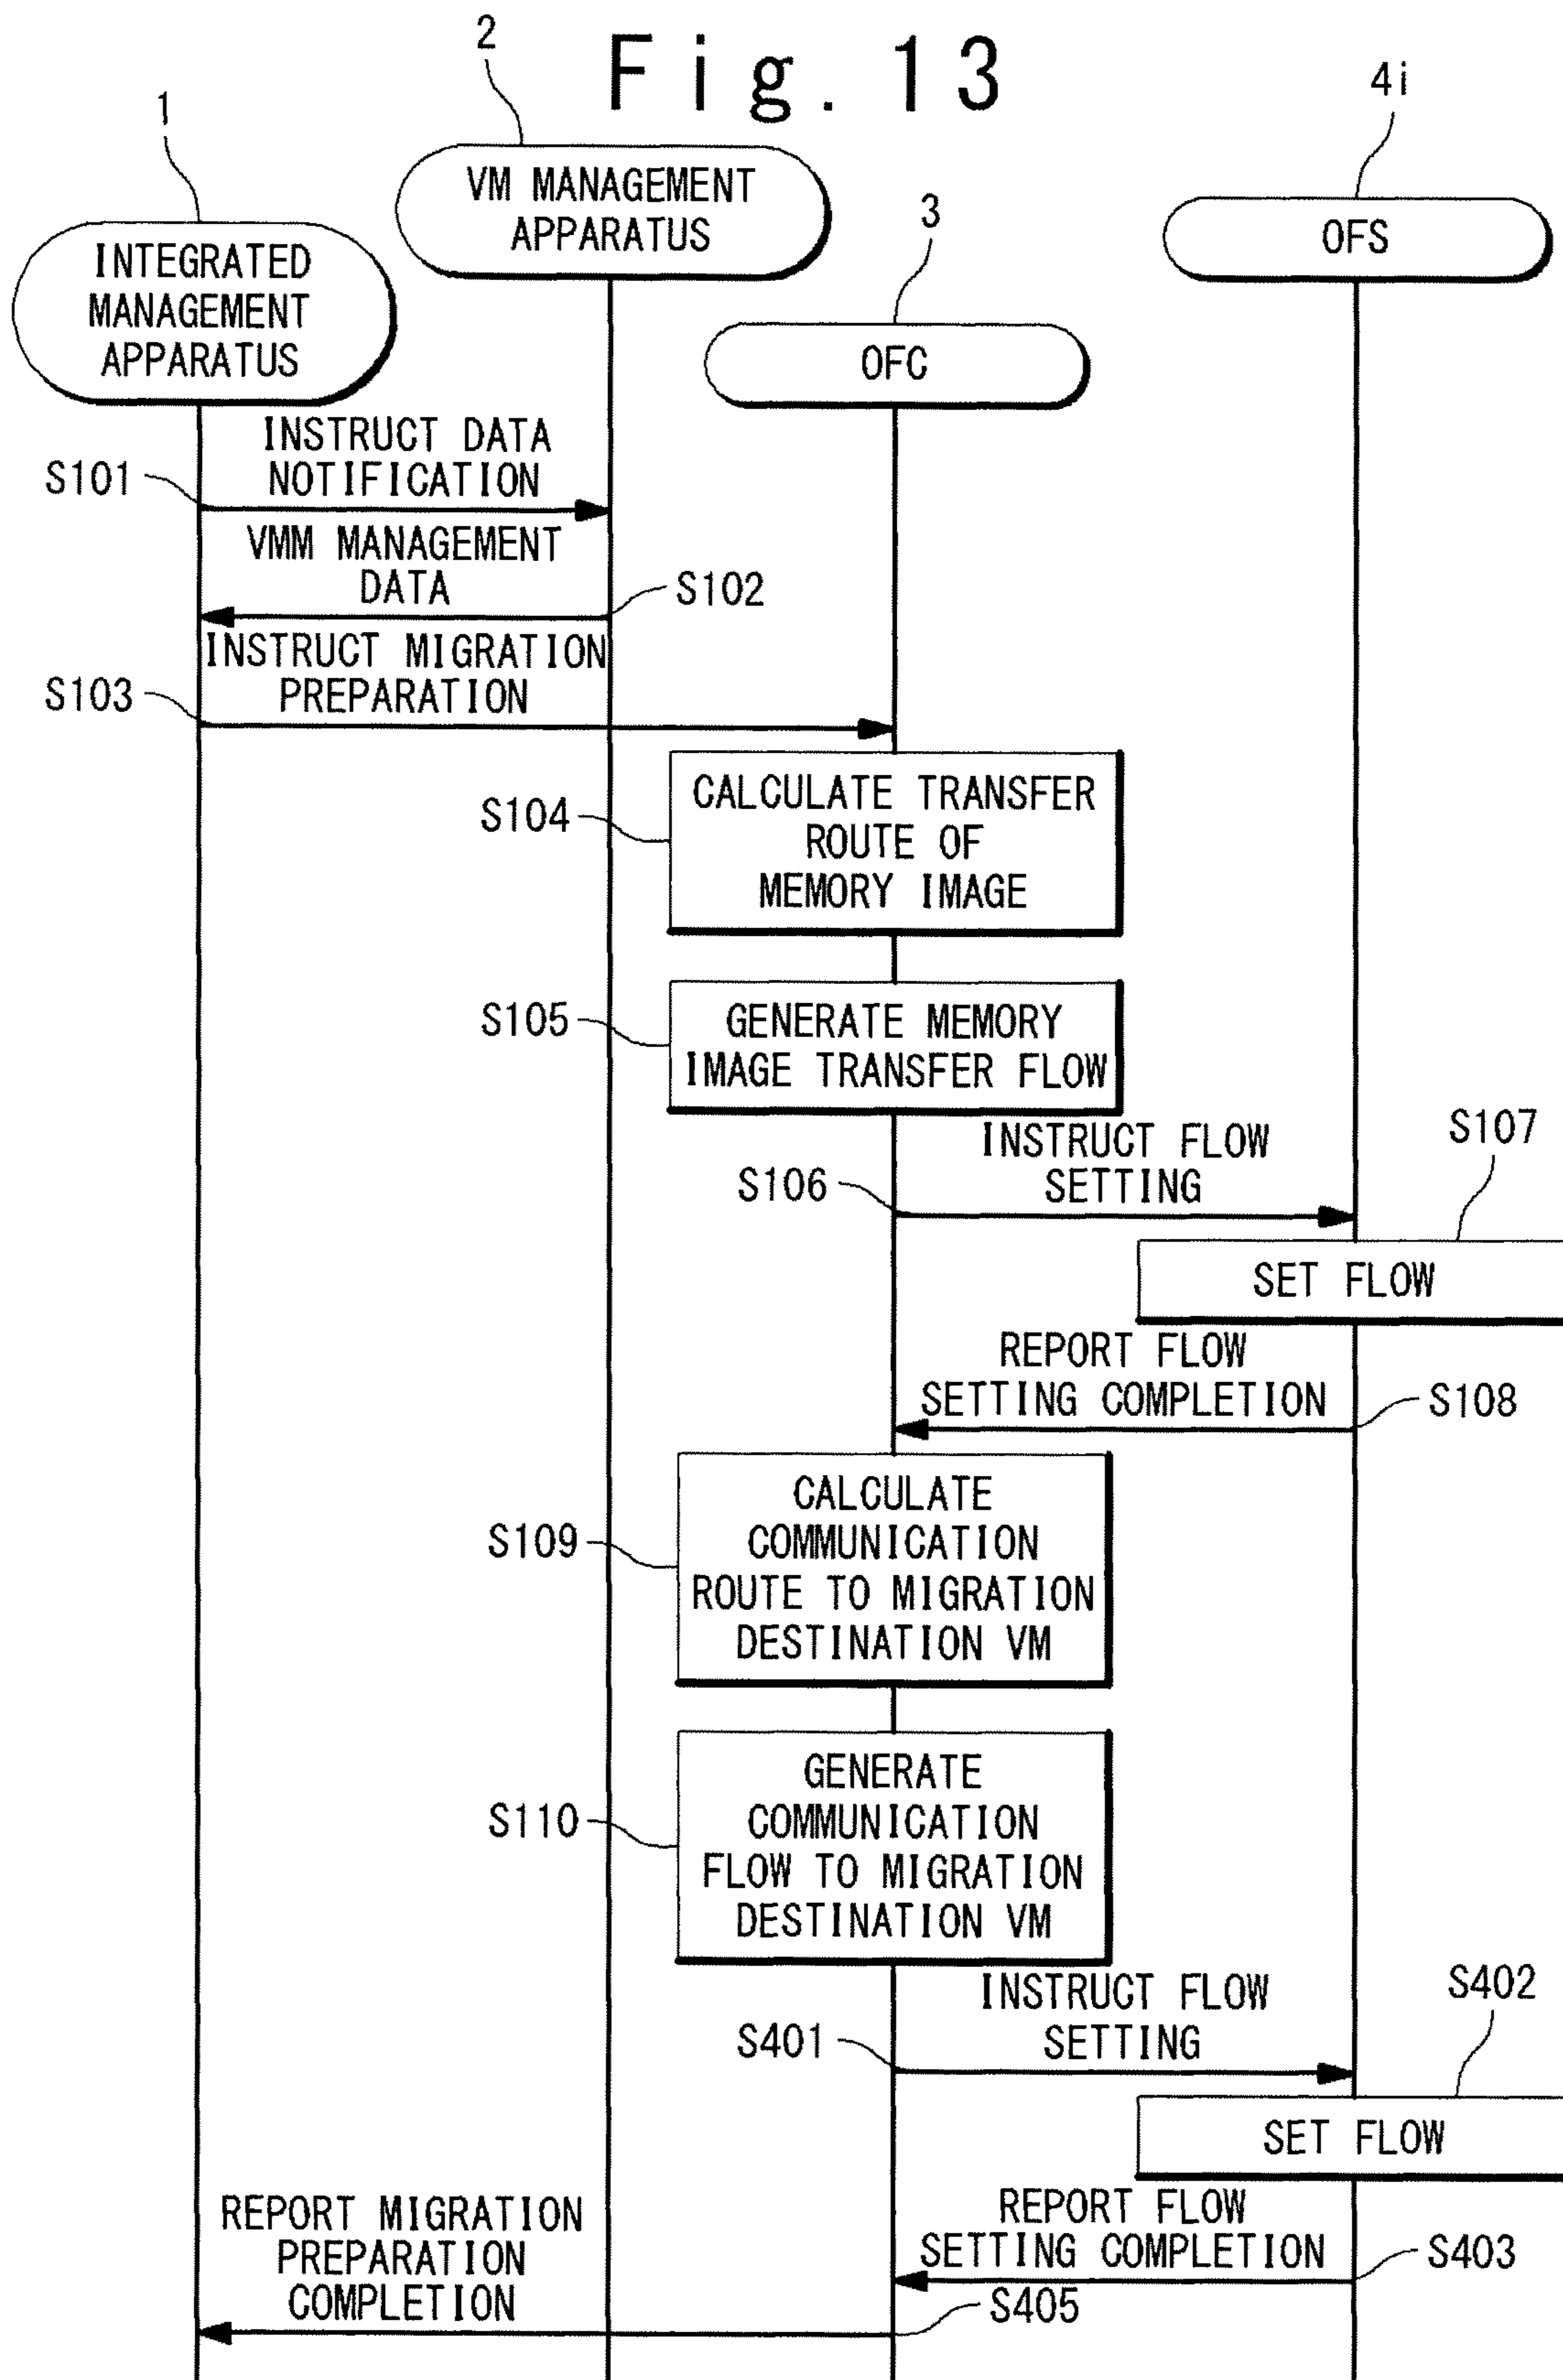 Fig. 13
1
2
3
4i
INTEGRATED
MANAGEMENT
APPARATUS
VM MANAGEMENT
APPARATUS
OFC
OFS
S101
INSTRUCT DATA
NOTIFICATION
VMM MANAGEMENT
DATA
S102
INSTRUCT MIGRATION
PREPARATION
S103
S104
CALCULATE TRANSFER
ROUTE OF
MEMORY IMAGE
S105
GENERATE MEMORY
IMAGE TRANSFER FLOW
S106
INSTRUCT FLOW
SETTING
S107
SET FLOW
REPORT FLOW
SETTING COMPLETION
S108
S109
CALCULATE
COMMUNICATION
ROUTE TO MIGRATION
DESTINATION VM
S110
GENERATE
COMMUNICATION
FLOW TO MIGRATION
DESTINATION VM
S401
INSTRUCT FLOW
SETTING
S402
SET FLOW
REPORT FLOW
SETTING COMPLETION
S403
REPORT MIGRATION
PREPARATION
COMPLETION
S405